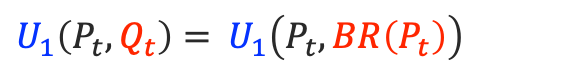 U₁(Pₜ, Qₜ) = U₁(Pₜ, BR(Pₜ))